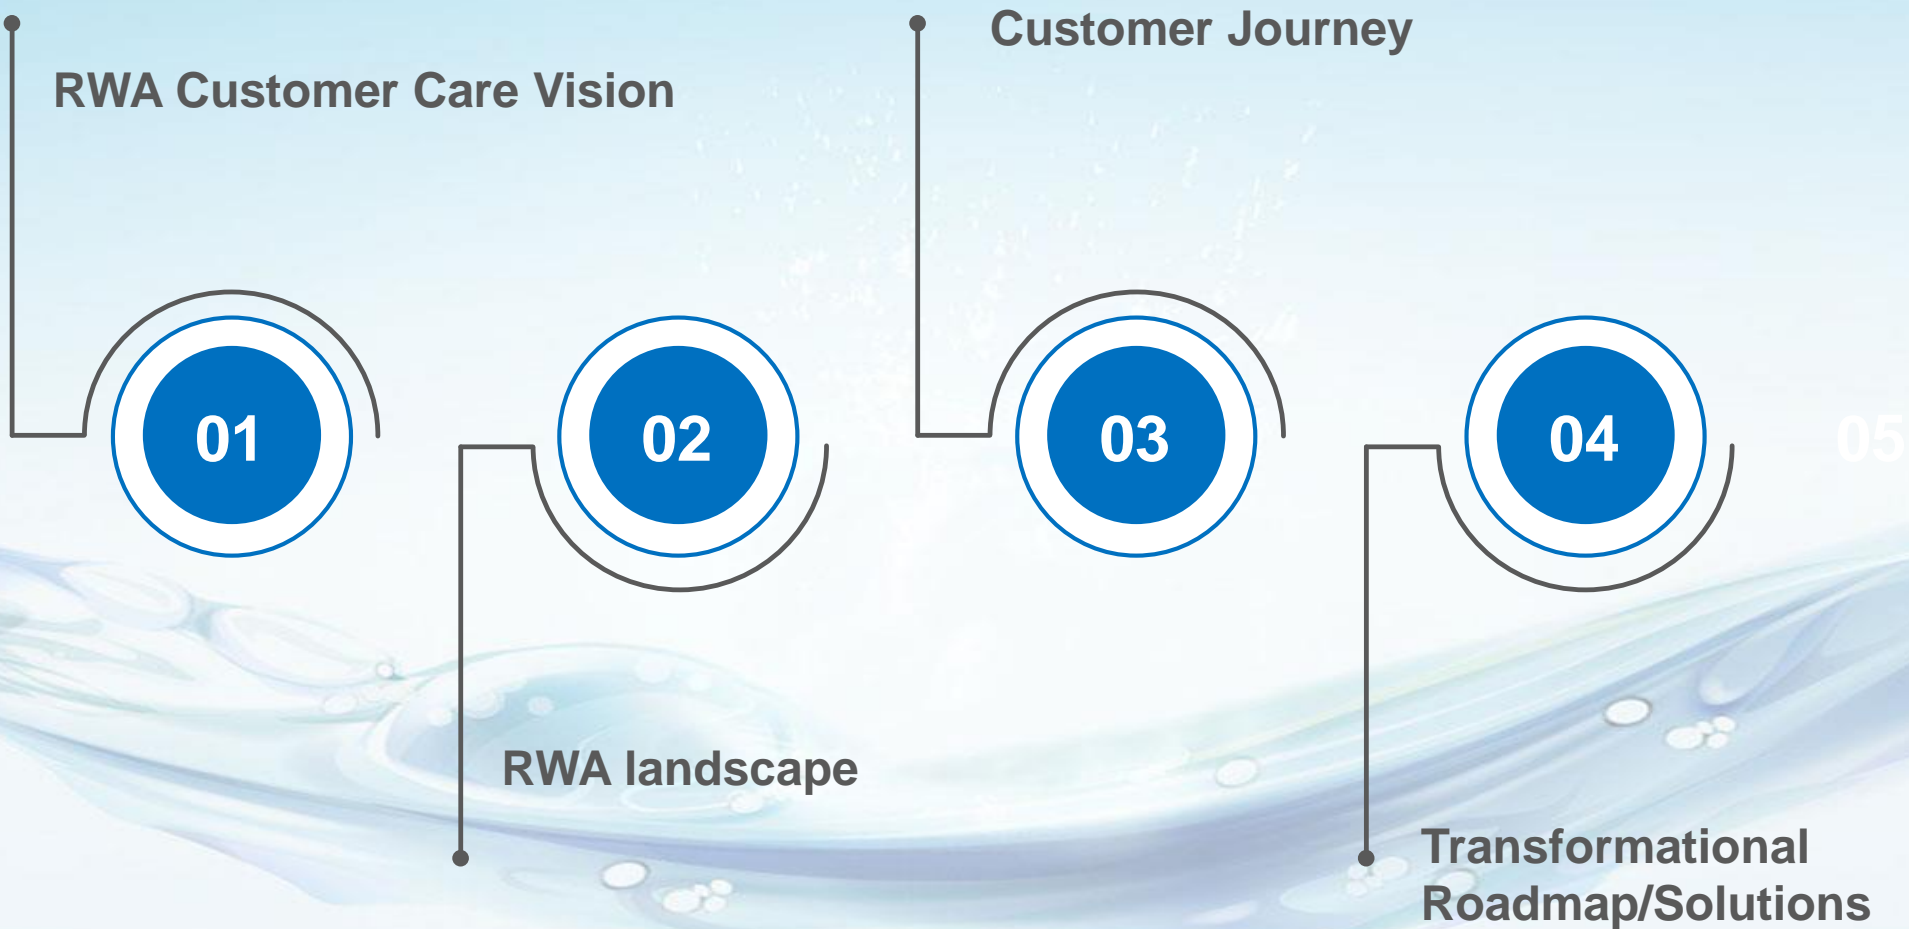 Customer Journey
RWA Customer Care Vision
01
02
03
04
05
RWA landscape
Transformational
Roadmap/Solutions